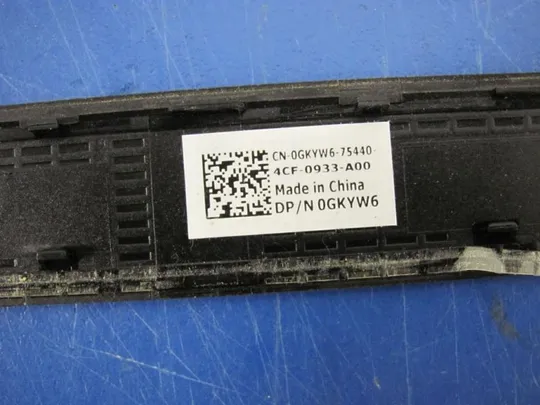 CN-0GKYW6-75440-
4CF-0933-A00
Made in China
DP/N 0GKYW6